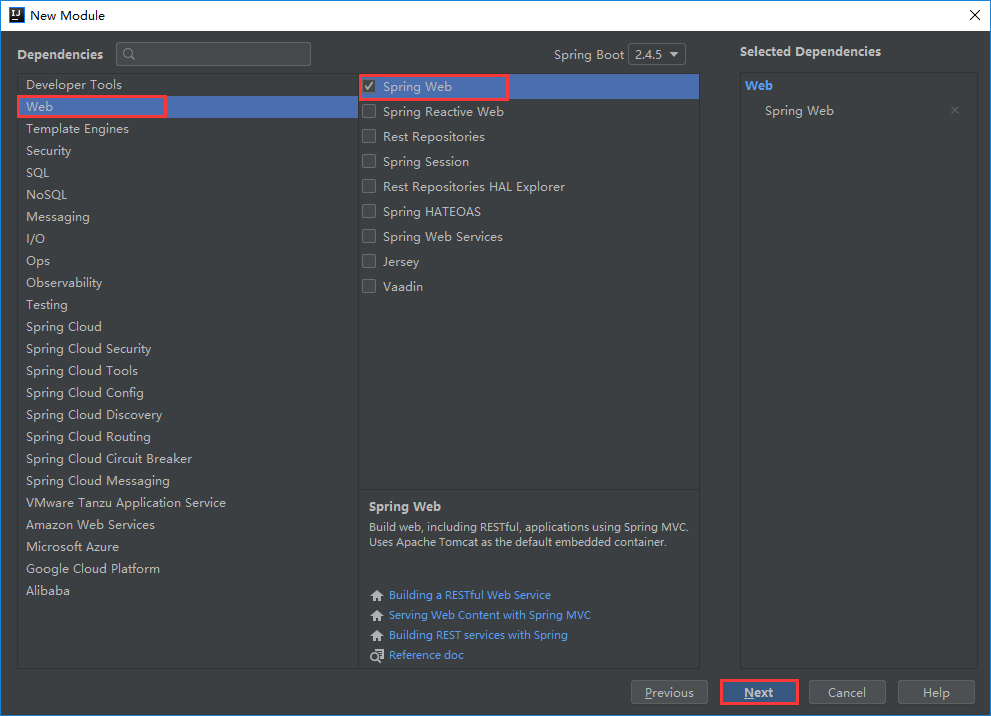 New Module
Dependencies
Spring Boot 2.4.5
Selected Dependencies
Developer Tools
Web
Template Engines
Security
SQL
NoSQL
Messaging
I/O
Ops
Observability
Testing
Spring Cloud
Spring Cloud Security
Spring Cloud Tools
Spring Cloud Config
Spring Cloud Discovery
Spring Cloud Routing
Spring Cloud Circuit Breaker
Spring Cloud Messaging
VMware Tanzu Application Service
Amazon Web Services
Microsoft Azure
Google Cloud Platform
Alibaba
Spring Web
Spring Reactive Web
Rest Repositories
Spring Session
Rest Repositories HAL Explorer
Spring HATEOAS
Spring Web Services
Jersey
Vaadin
Spring Web
Build web, including RESTful, applications using Spring MVC.
Uses Apache Tomcat as the default embedded container.
Building a RESTful Web Service
Serving Web Content with Spring MVC
Building REST services with Spring
Reference doc
Web
Spring Web
Previous
Next
Cancel
Help